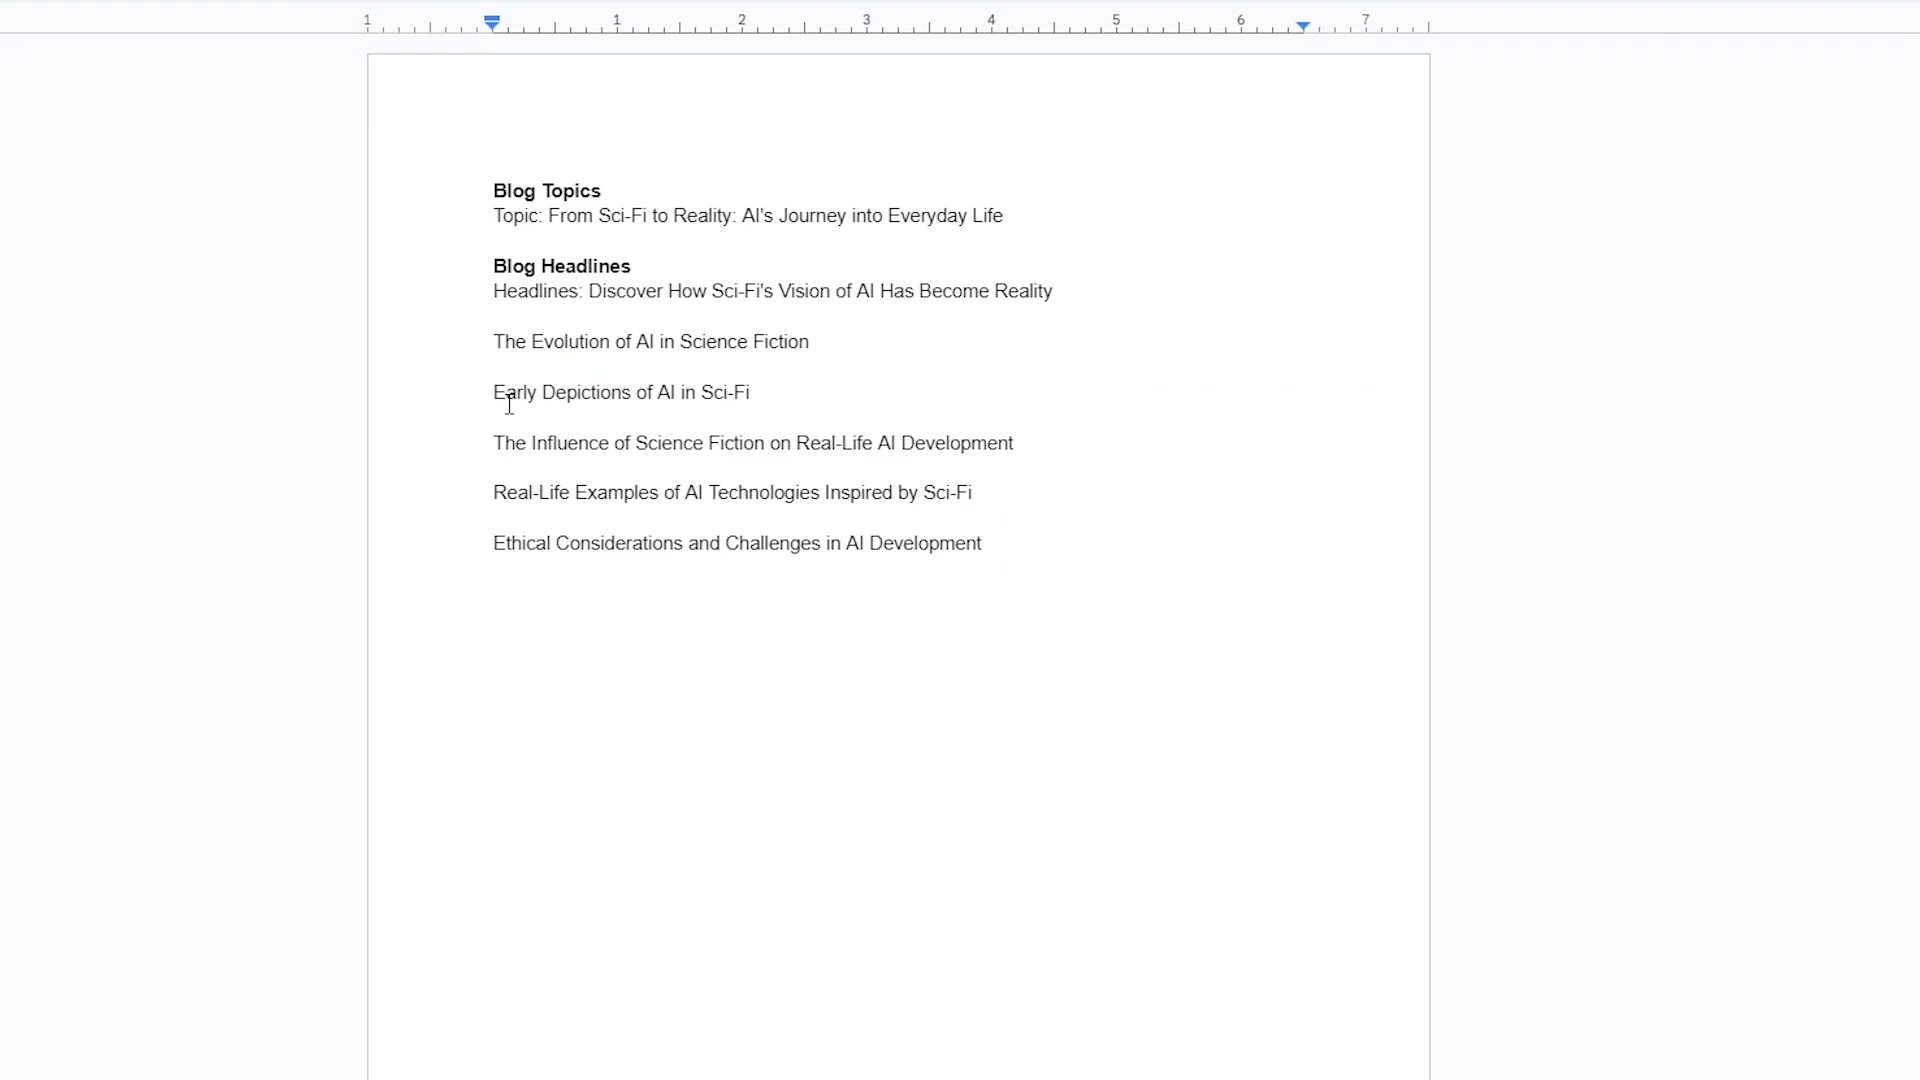 1 1 2 3 4 5 6 7
Blog Topics
Topic: From Sci-Fi to Reality: AI's Journey into Everyday Life
Blog Headlines
Headlines: Discover How Sci-Fi's Vision of AI Has Become Reality
The Evolution of AI in Science Fiction
Early Depictions of AI in Sci-Fi
The Influence of Science Fiction on Real-Life AI Development
Real-Life Examples of AI Technologies Inspired by Sci-Fi
Ethical Considerations and Challenges in AI Development